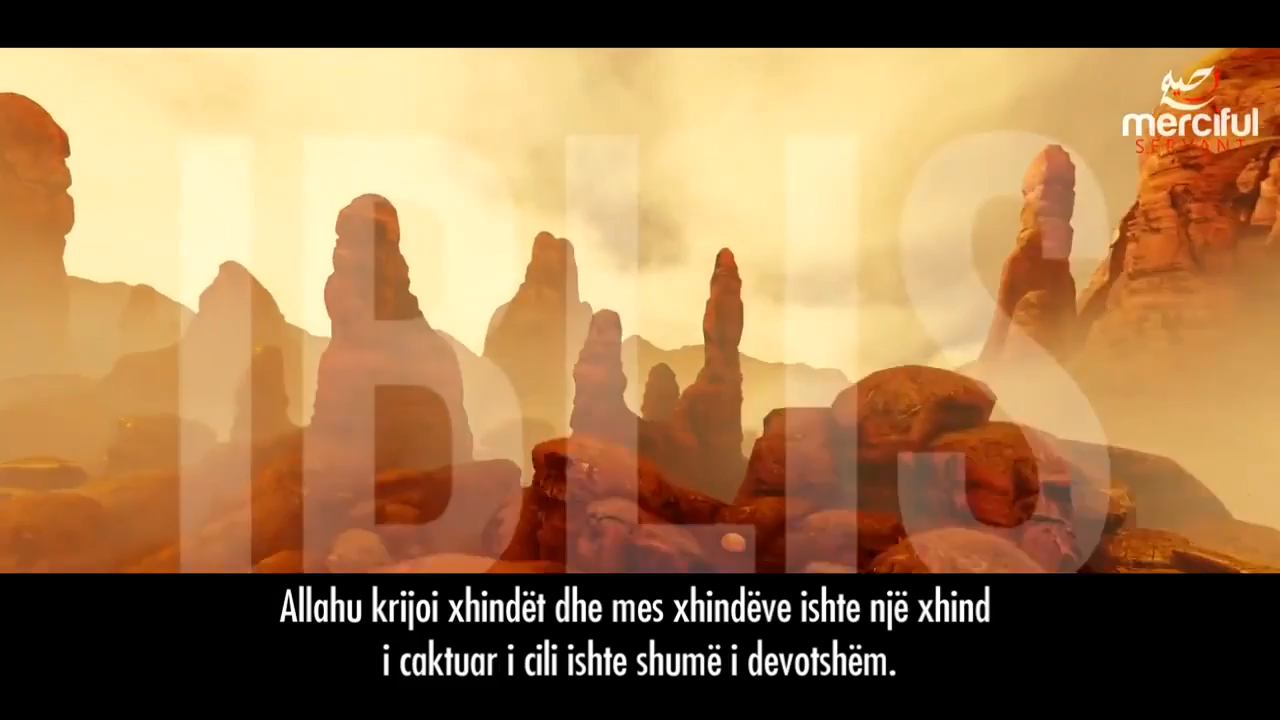 merciful
SERVANT
IBLIS
Allahu krijoi xhindët dhe mes xhindëve ishte një xhind
i caktuar i cili ishte shumë i devotshëm.